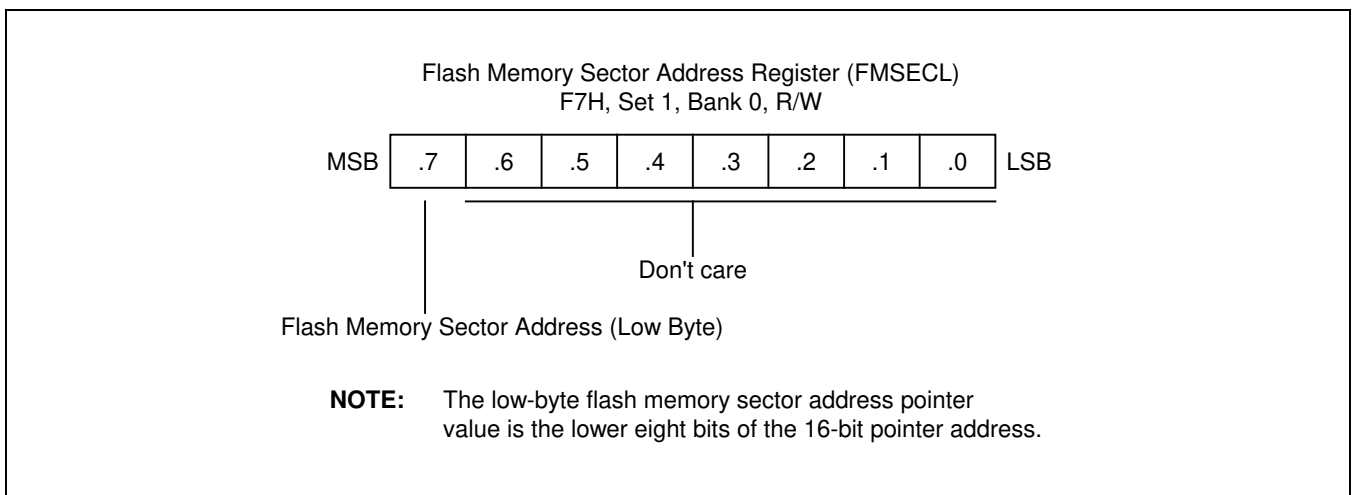 Flash Memory Sector Address Register (FMSECL)
F7H, Set 1, Bank 0, R/W
MSB .7 .6 .5 .4 .3 .2 .1 .0 LSB
Don't care
Flash Memory Sector Address (Low Byte)
NOTE: The low-byte flash memory sector address pointer
value is the lower eight bits of the 16-bit pointer address.